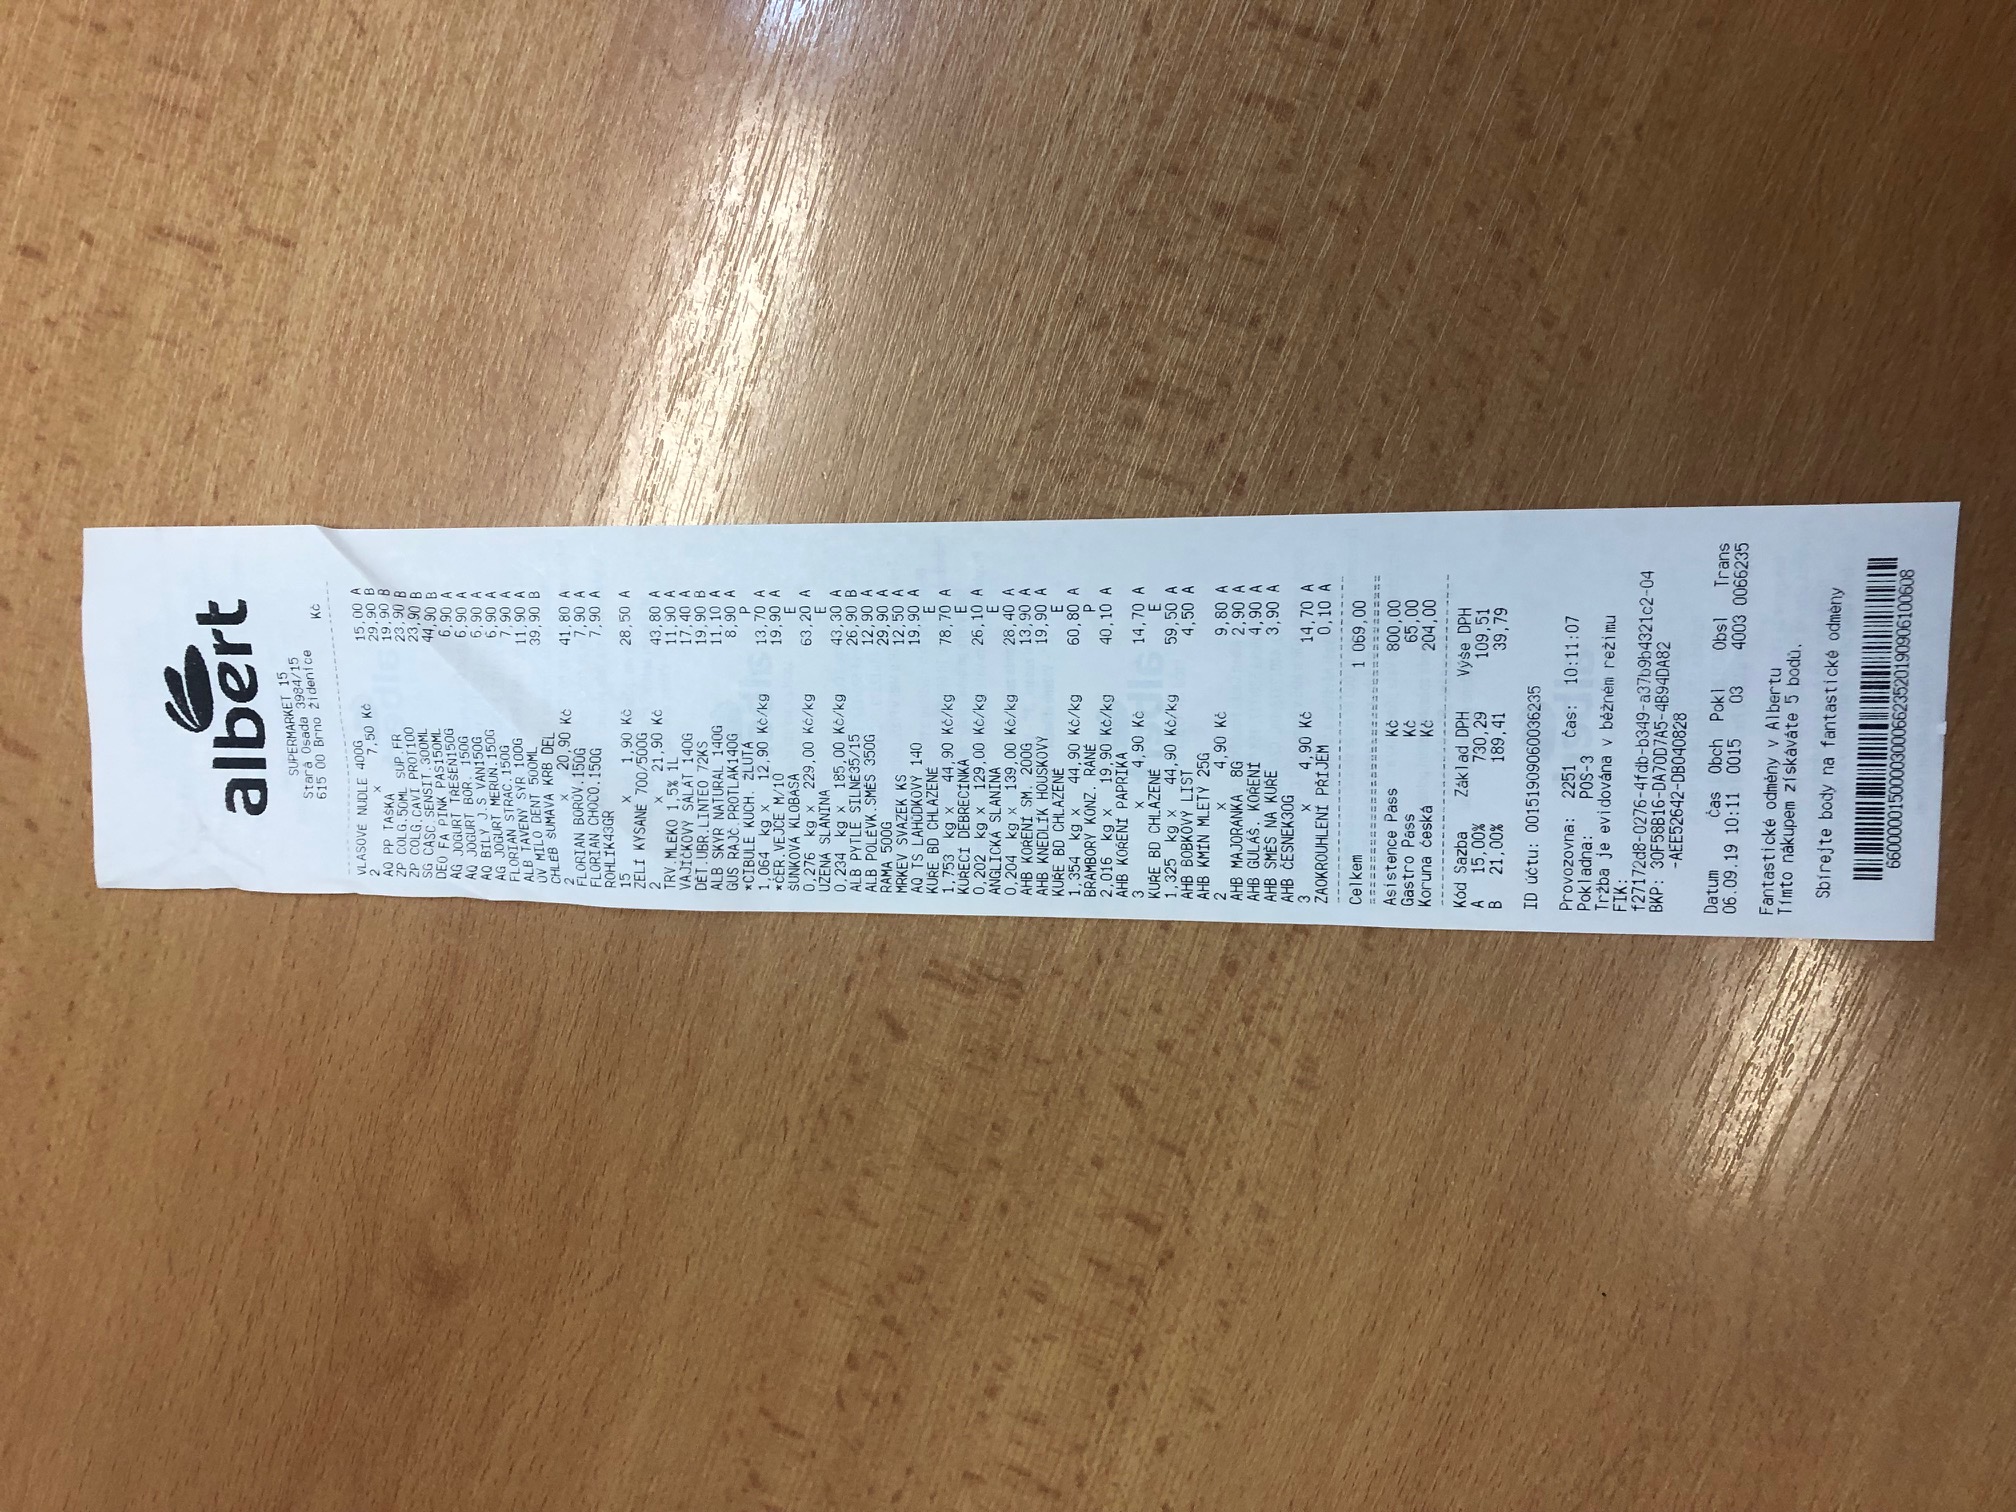 albert
SUPERMARKET 15
Stará Osada 3984/15
615 00 Brno Židenice
Kč
VLASOVÉ NUDLE 400G
2 x 7,50 Kč 15,00 A
AQ PP TAŠKA 29,90 B
ZP COLG.50ML SUP.FR 19,90 B
ZP COLG.CAVI PROT100 23,90 B
SG CASC SENSIT.300ML 23,90 B
DEO FA PINK PAS150ML 44,90 B
AG JOGURT TŘEŠEŇ150G 6,90 A
AQ JOGURT BOR. 150G 6,90 A
AQ BÍLÝ J.S VAN150G 6,90 A
AG JOGURT MERUN.150G 6,90 A
FLORIAN STRAC.150G 7,90 A
ALB TAVENÝ SÝR 100G 11,90 A
ÚV MILO DENT 500ML 39,90 B
CHLÉB ŠUMAVA KRB DĚL
2 x 20,90 Kč 41,80 A
FLORIAN BORŮV.150G 7,90 A
FLORIAN CHOCO.150G 7,90 A
ROHLÍK43GR
15 x 1,90 Kč 28,50 A
ZELÍ KYSANÉ 700/500G
2 x 21,90 Kč 43,80 A
TRV MLÉKO 1,5% 1L 11,90 A
VAJÍČKOVÝ SALÁT 140G 17,40 A
DĚT.UBR.LINTEO 72KS 19,90 B
ALB SKYR NATURAL 140G 11,10 A
GUS RAJČ.PROTLAK140G 8,90 A
*CIBULE KUCH. ŽLUTÁ P
1,064 kg x 12,90 Kč/kg 13,70 A
*ČER.VEJCE M/10 19,90 A
ŠUNKOVÁ KLOBÁSA E
0,276 kg x 229,00 Kč/kg 63,20 A
UZENÁ SLANINA E
0,234 kg x 185,00 Kč/kg 43,30 A
ALB PYTLE SILNÉ35/15 26,90 B
ALB POLÉVK.SMĚS 350G 12,90 A
RAMA 500G 29,90 A
MRKEV SVAZEK KS 12,50 A
AQ TS LAHŮDKOVÝ 140 19,90 A
KUŘE BD CHLAZENÉ E
1,753 kg x 44,90 Kč/kg 78,70 A
KUŘECÍ DEBRECÍNKA E
0,202 kg x 129,00 Kč/kg 26,10 A
ANGLICKÁ SLANINA E
0,204 kg x 139,00 Kč/kg 28,40 A
AHB KOŘENÍ SM. 200G 13,90 A
AHB KNEDLÍK HOUSKOVÝ 19,90 A
KUŘE BD CHLAZENÉ E
1,354 kg x 44,90 Kč/kg 60,80 A
BRAMBORY KONZ. RANÉ P
2,016 kg x 19,90 Kč/kg 40,10 A
AHB KOŘENÍ PAPRIKA
3 x 4,90 Kč 14,70 A
KUŘE BD CHLAZENÉ E
1,325 kg x 44,90 Kč/kg 59,50 A
AHB BOBKOVÝ LIST 4,50 A
AHB KMÍN MLETÝ 25G
2 x 4,90 Kč 9,80 A
AHB MAJORÁNKA 8G 2,90 A
AHB GULÁŠ. KOŘENÍ 4,90 A
AHB SMĚS NA KUŘE 3,90 A
AHB ČESNEK30G
3 x 4,90 Kč 14,70 A
ZAOKROUHLENÍ PŘÍJEM 0,10 A
Celkem 1 069,00
Asistence Pass Kč 800,00
Gastro Pass Kč 65,00
Koruna česká Kč 204,00
Kód Sazba Základ DPH Výše DPH
A 15,00% 730,29 109,51
B 21,00% 189,41 39,79
ID účtu: 00151909060036235
Provozovna: 2251 čas: 10:11:07
Pokladna: POS-3
Tržba je evidována v běžném režimu
FIK:
f27172d8-0276-4fdb-b349-a37b9b4321c2-04
BKP: 30F58B16-DA70D7A5-4B94DA82
-AEE52642-DB040828
Datum čas Obch Pokl Obsl Trans
06.09.19 10:11 0015 03 4003 0066235
Fantastické odměny v Albertu
Tímto nákupem získáváte 5 bodů.
Sbírejte body na fantastické odměny
660000015000030000066235201909061006​08